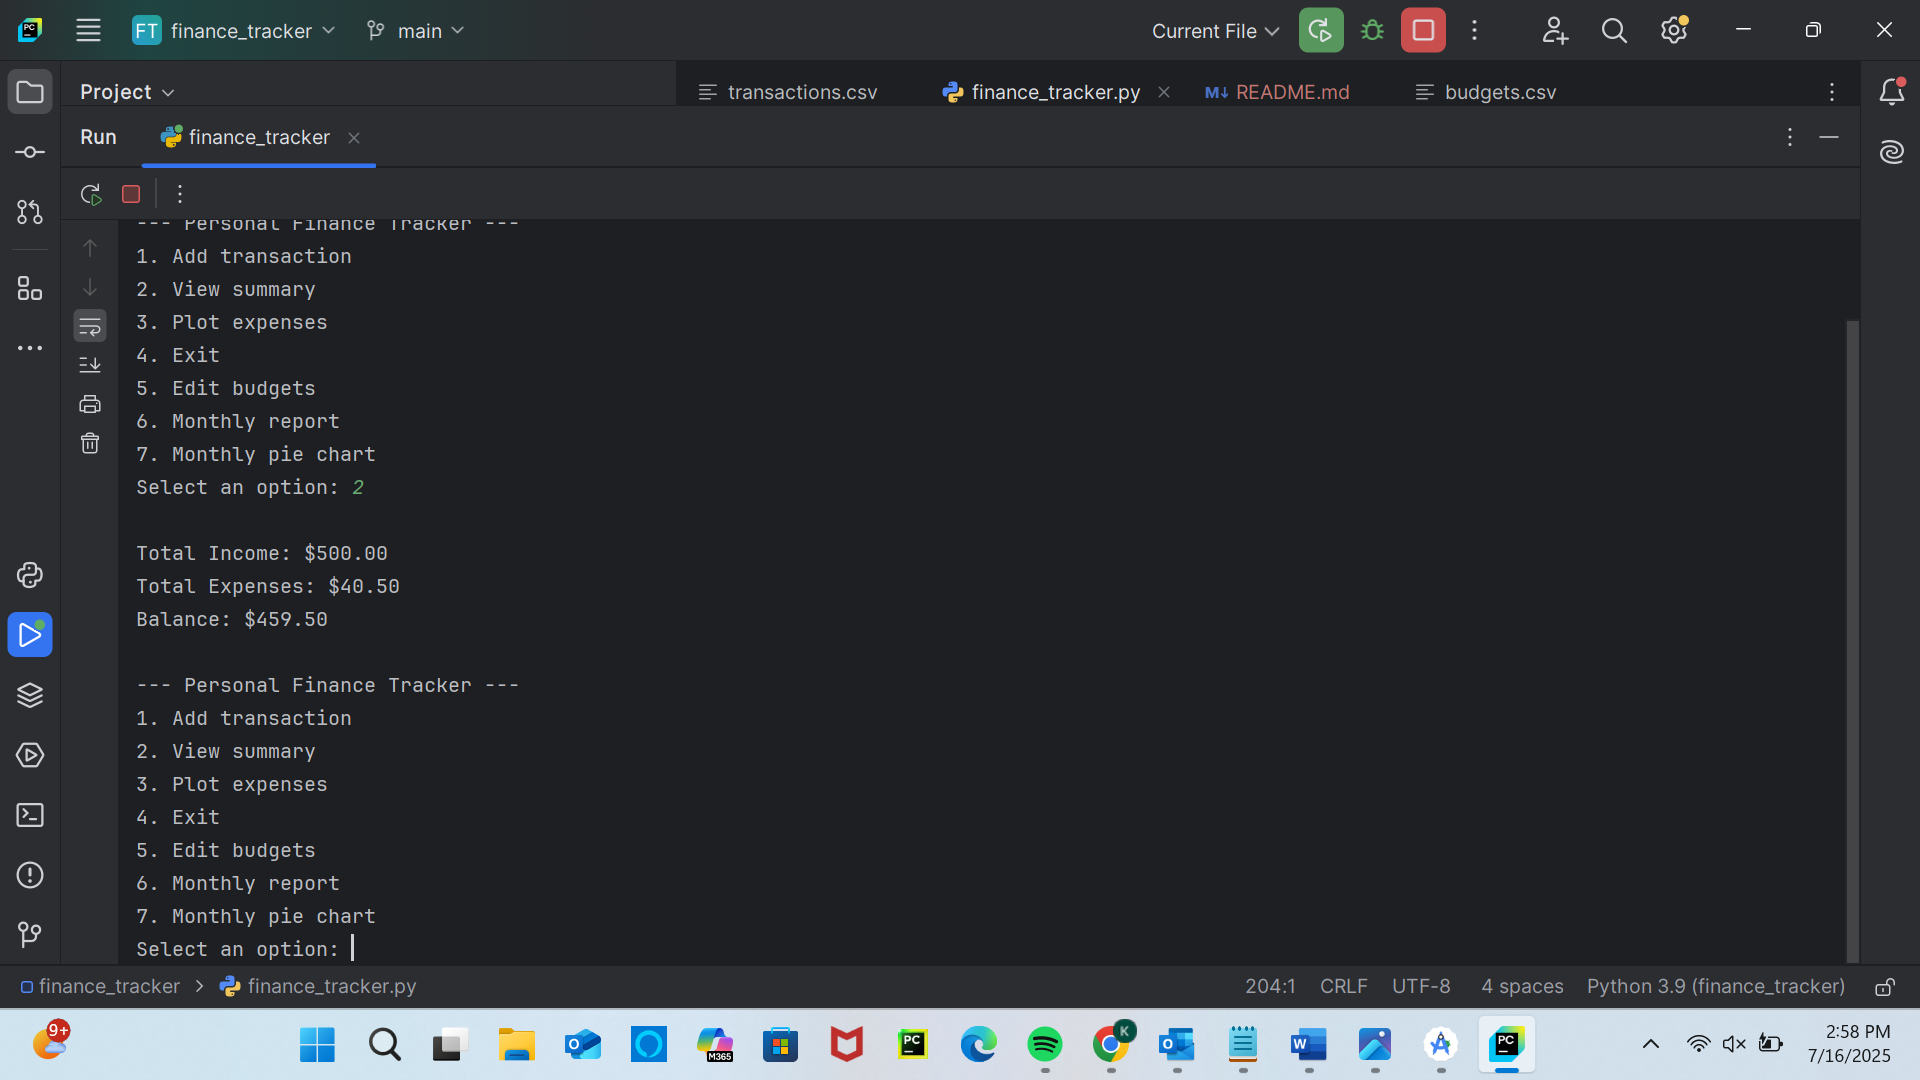 FT finance_tracker main Current File
Project transactions.csv finance_tracker.py M↓ README.md budgets.csv
Run finance_tracker
--- Personal Finance Tracker ---
1. Add transaction
2. View summary
3. Plot expenses
4. Exit
5. Edit budgets
6. Monthly report
7. Monthly pie chart
Select an option: 2
Total Income: $500.00
Total Expenses: $40.50
Balance: $459.50
--- Personal Finance Tracker ---
1. Add transaction
2. View summary
3. Plot expenses
4. Exit
5. Edit budgets
6. Monthly report
7. Monthly pie chart
Select an option:
finance_tracker > finance_tracker.py 204:1 CRLF UTF-8 4 spaces Python 3.9 (finance_tracker)
9+ M365 PC K O W PC 2:58 PM
7/16/2025